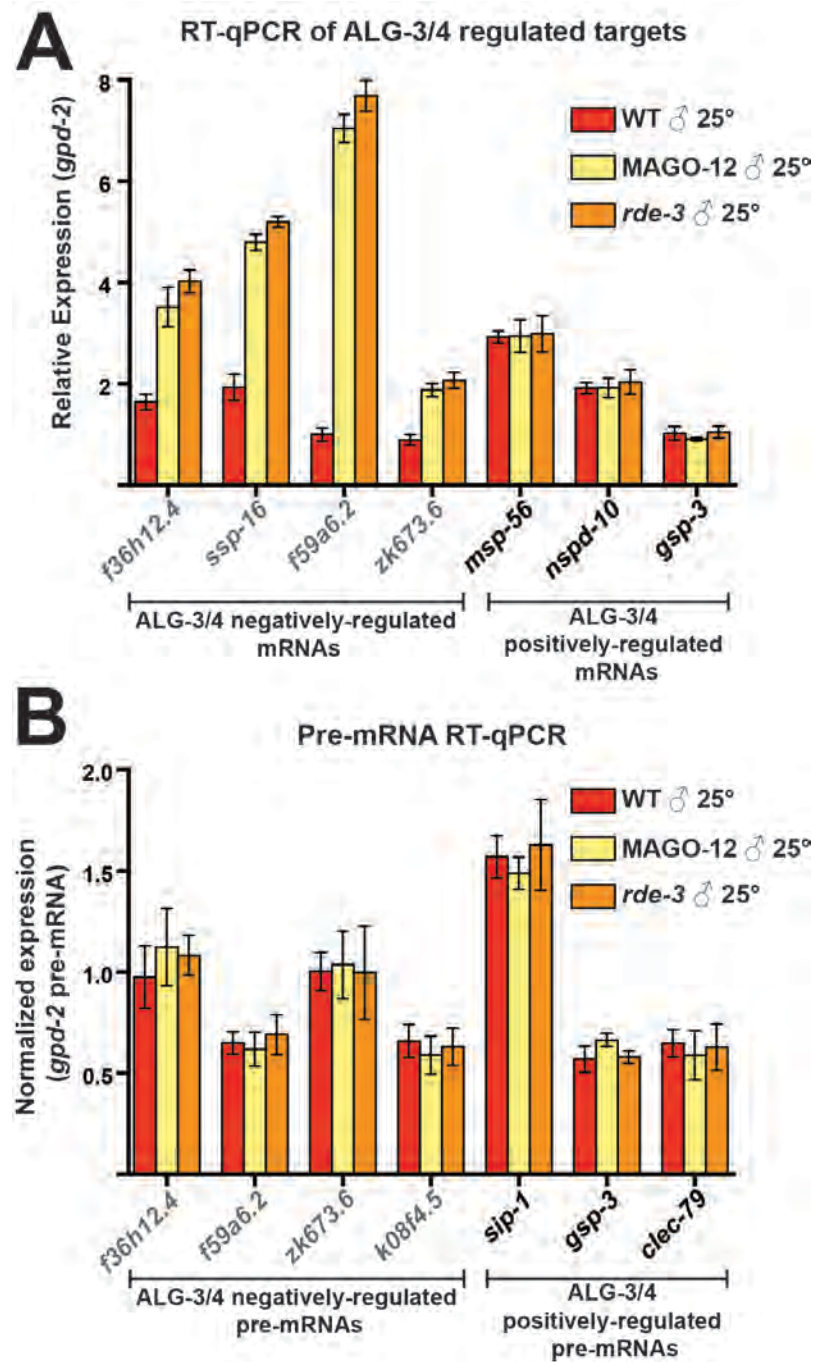 A
RT-qPCR of ALG-3/4 regulated targets
Relative Expression (gpd-2)
8
6
4
2
WT ♂ 25°
MAGO-12 ♂ 25°
rde-3 ♂ 25°
f36h12.4
ssp-16
f59a6.2
zk673.6
msp-56
nspd-10
gsp-3
ALG-3/4 negatively-regulated
mRNAs
ALG-3/4
positively-regulated
mRNAs
B
Pre-mRNA RT-qPCR
Normalized expression
(gpd-2 pre-mRNA)
2.0
1.5
1.0
0.5
WT ♂ 25°
MAGO-12 ♂ 25°
rde-3 ♂ 25°
f36h12.4
f59a6.2
zk673.6
k08f4.5
sip-1
gsp-3
clec-79
ALG-3/4 negatively-regulated
pre-mRNAs
ALG-3/4
positively-regulated
pre-mRNAs